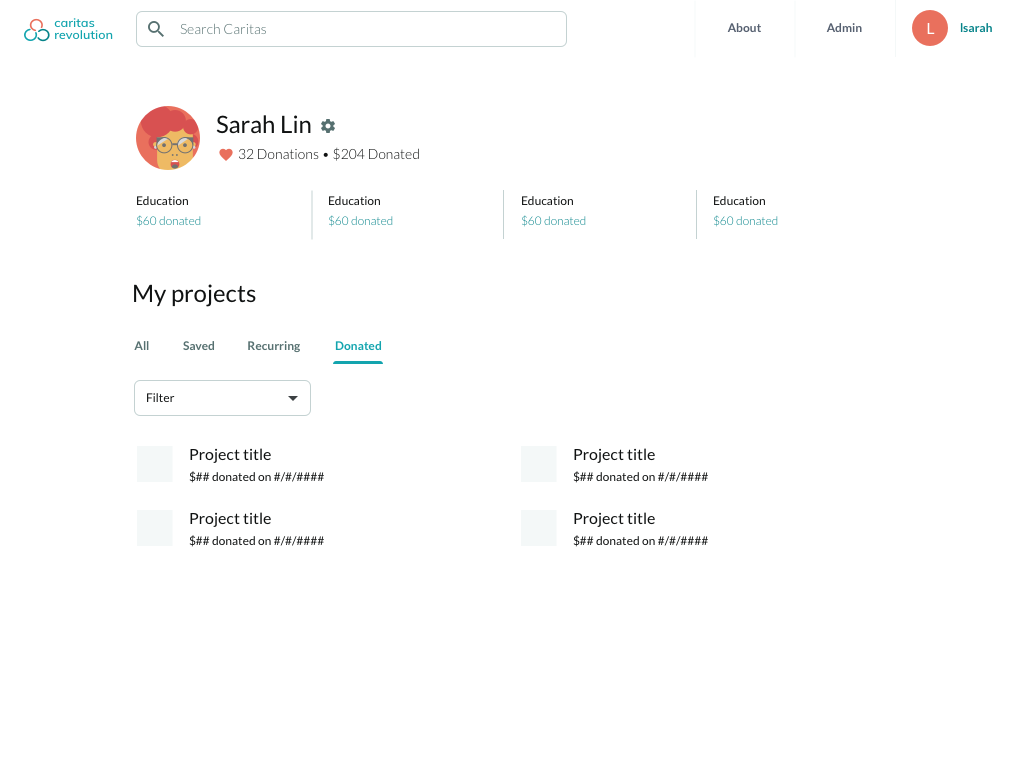 caritas
revolution
Search Caritas
About
Admin
L
lsarah
Sarah Lin
32 Donations • $204 Donated
Education
$60 donated
Education
$60 donated
Education
$60 donated
Education
$60 donated
My projects
All
Saved
Recurring
Donated
Filter
Project title
$## donated on #/#/####
Project title
$## donated on #/#/####
Project title
$## donated on #/#/####
Project title
$## donated on #/#/####